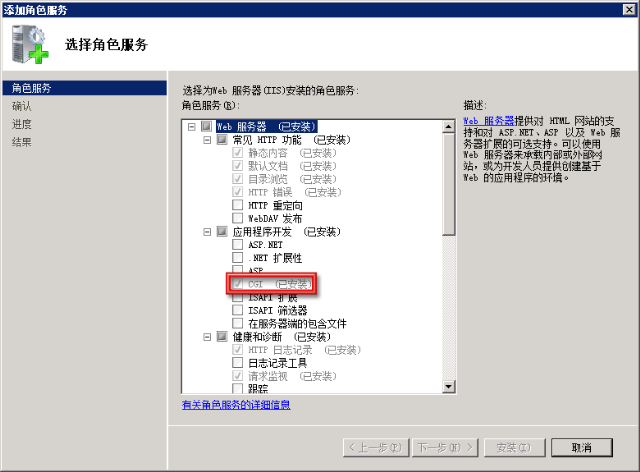 添加角色服务
选择角色服务
角色服务
确认
进度
结果
选择为Web 服务器(IIS)安装的角色服务:
角色服务(R):
Web 服务器 (已安装)
常见 HTTP 功能 (已安装)
静态内容 (已安装)
默认文档 (已安装)
目录浏览 (已安装)
HTTP 错误 (已安装)
HTTP 重定向
WebDAV 发布
应用程序开发 (已安装)
ASP.NET
.NET 扩展性
ASP
CGI (已安装)
ISAPI 扩展
ISAPI 筛选器
在服务器端的包含文件
健康和诊断 (已安装)
HTTP 日志记录 (已安装)
日志记录工具
请求监视 (已安装)
跟踪
有关角色服务的详细信息
描述:
Web 服务器提供对 HTML 网站的支
持和对 ASP.NET、ASP 以及 Web 服
务器扩展的可选支持。可以使用
Web 服务器来承载内部或外部网
站，或为开发人员提供创建基于
Web 的应用程序的环境。
< 上一步(P)
下一步(N) >
安装(I)
取消